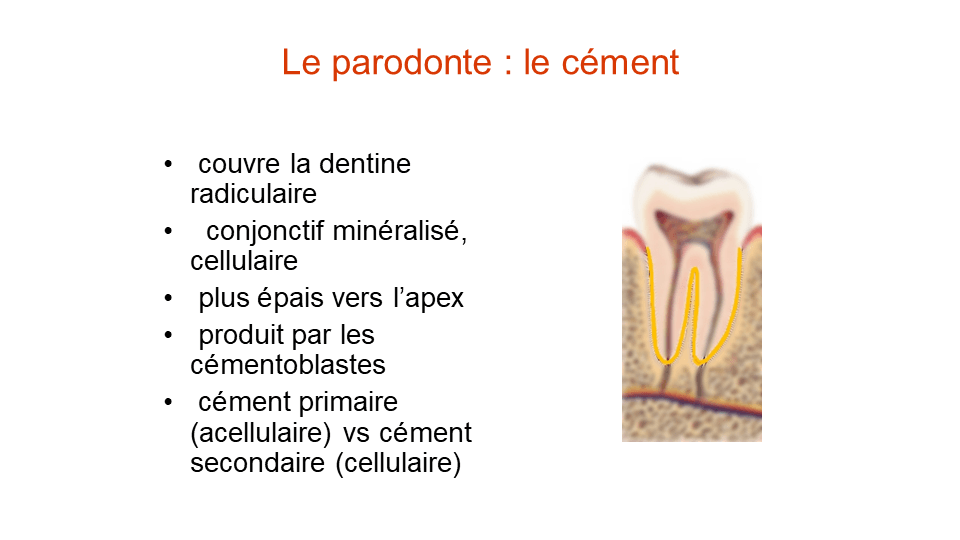 Le parodonte : le cément
• couvre la dentine
radiculaire
• conjonctif minéralisé,
cellulaire
• plus épais vers l’apex
• produit par les
cémentoblastes
• cément primaire
(acellulaire) vs cément
secondaire (cellulaire)